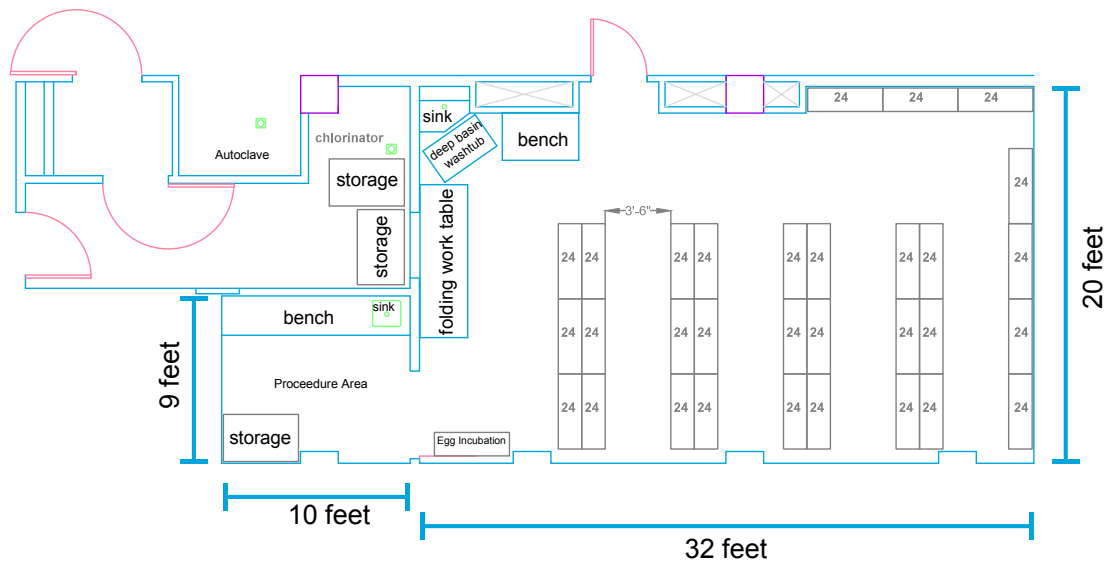 24 24 24
sink
deep basin
washtub
bench
chlorinator
Autoclave
storage
24
3'-6"
storage
folding work table
24 24 24 24 24 24 24 24 24
20 feet
sink
bench
24 24 24 24 24 24 24 24 24
9 feet
Proceedure Area
24 24 24 24 24 24 24 24 24
storage
Egg Incubation
10 feet
32 feet